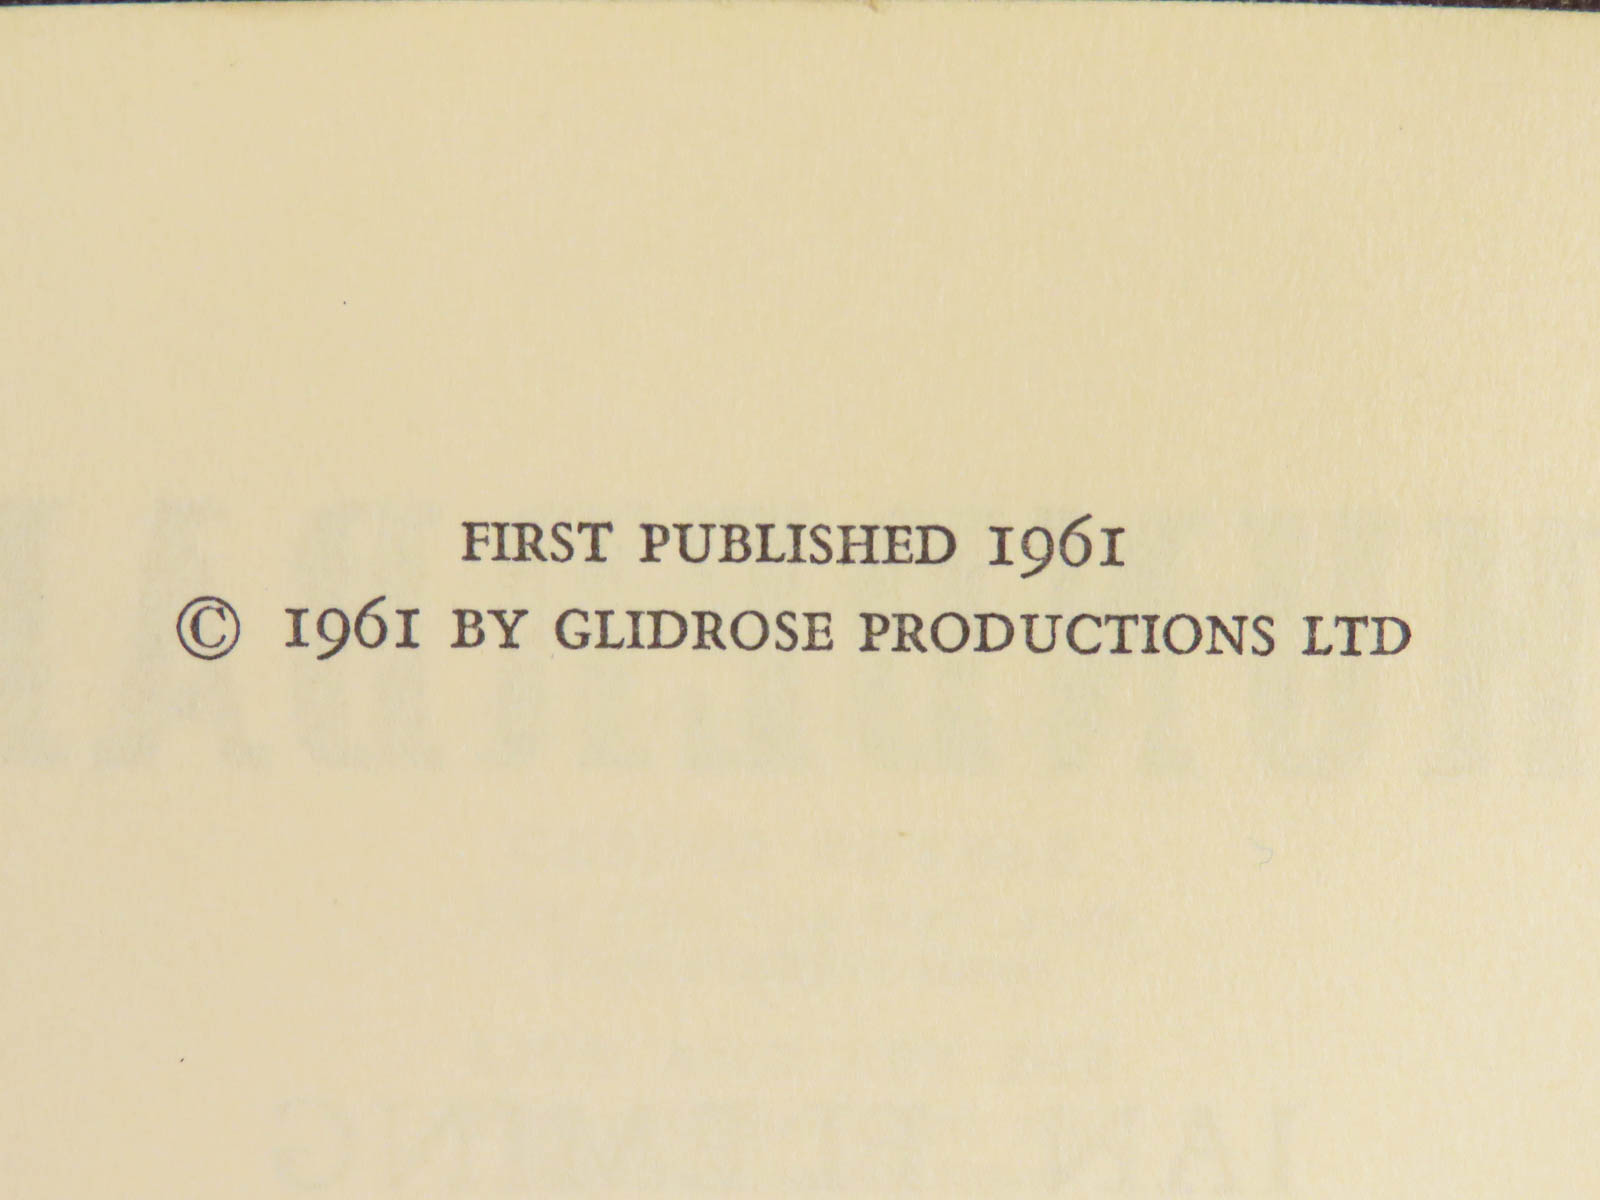 FIRST PUBLISHED 1961
© 1961 BY GLIDROSE PRODUCTIONS LTD